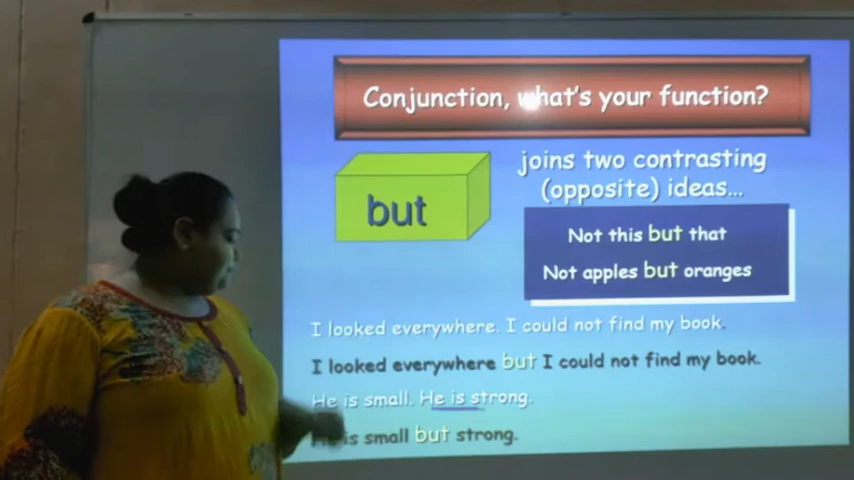 Conjunction, what's your function?
but
joins two contrasting
(opposite) ideas...
Not this but that
Not apples but oranges
I looked everywhere. I could not find my book.
I looked everywhere but I could not find my book.
He is small. He is strong.
He is small but strong.